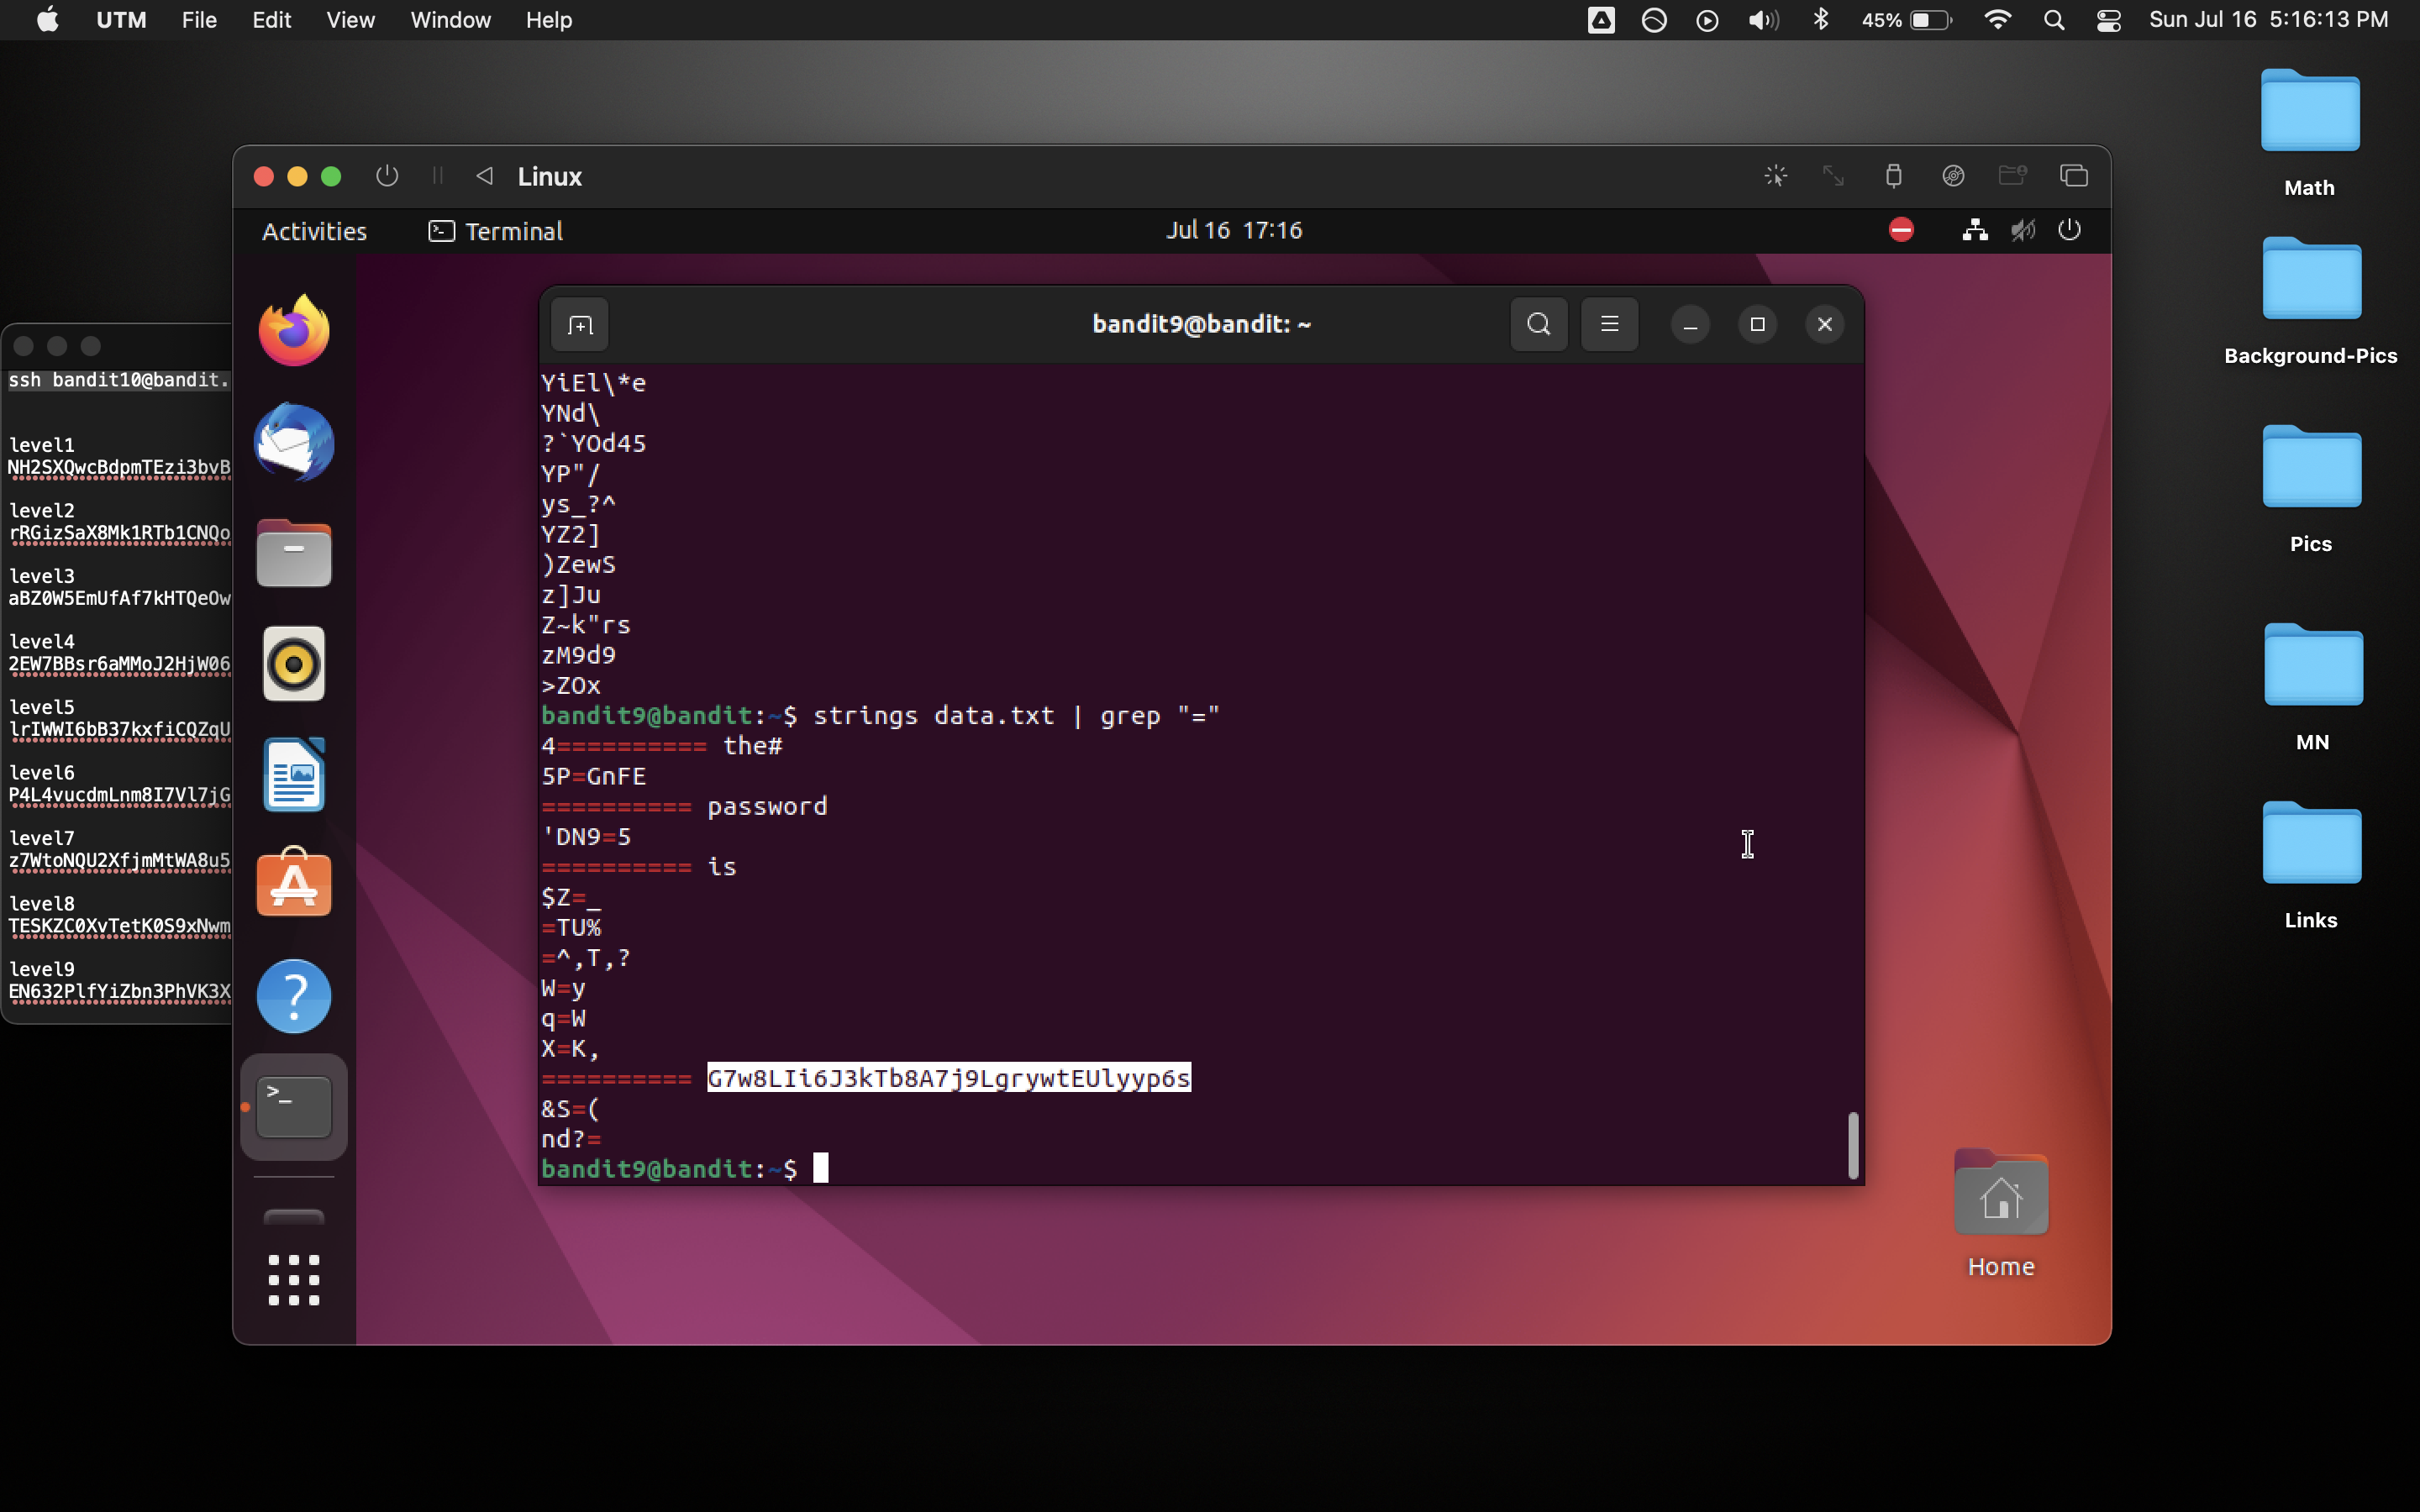 UTM File Edit View Window Help 45% Sun Jul 16 5:16:13 PM
Linux
Activities Terminal Jul 16 17:16
bandit9@bandit: ~
ssh bandit10@bandit.
level1
NH2SXQwcBdpmTEzi3bvB
level2
rRGizSaX8Mk1RTb1CNQo
level3
aBZ0W5EmUfAf7kHTQeOw
level4
2EW7BBsr6aMMoJ2HjW06
level5
lrIWWI6bB37kxfiCQZqU
level6
P4L4vucdmLnm8I7Vl7jG
level7
z7WtoNQU2XfjmMtWA8u5
level8
TESKZC0XvTetK0S9xNwm
level9
EN632PlfYiZbn3PhVK3X
YiEl\*e
YNd\
?`YOd45
YP"/
ys_?^
YZ2]
)ZewS
z]Ju
Z~k"rs
zM9d9
>ZOx
bandit9@bandit:~$ strings data.txt | grep "="
4========== the#
5P=GnFE
========== password
'DN9=5
========== is
$Z=_
=TU%
=^,T,?
W=y
q=W
X=K,
========== G7w8LIi6J3kTb8A7j9LgrywtEUlyyp6s
&S=(
nd?=
bandit9@bandit:~$
Home
Math
Background-Pics
Pics
MN
Links